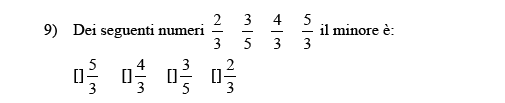 9) Dei seguenti numeri 2/3 3/5 4/3 5/3 il minore è:
[] 5/3 [] 4/3 [] 3/5 [] 2/3